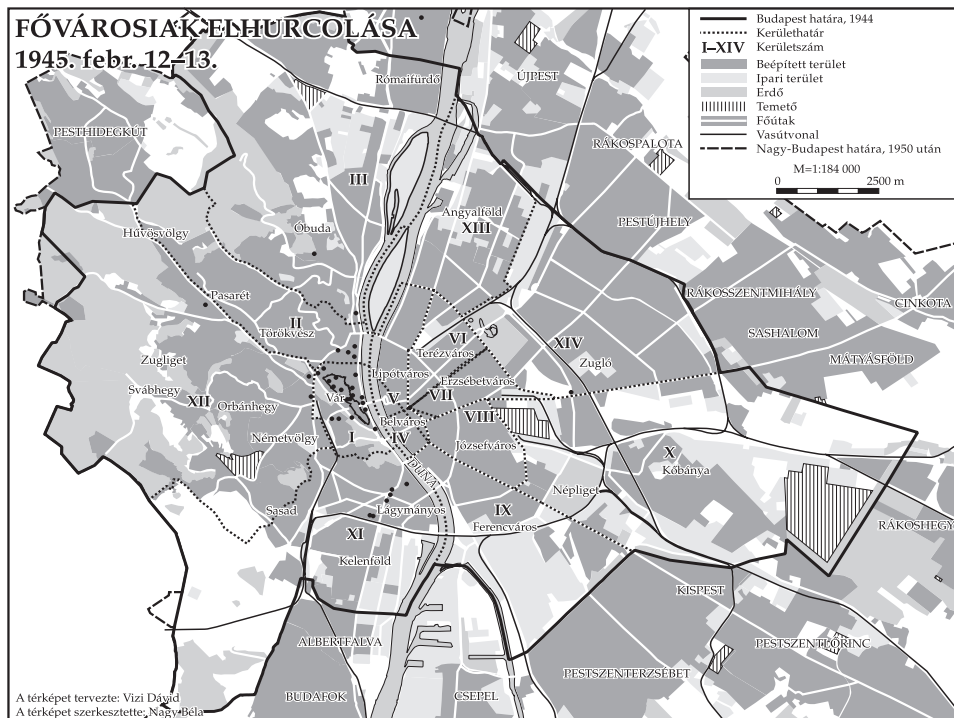 FŐVÁROSIAK ELHURCOLÁSA
1945. febr. 12–13.
Budapest határa, 1944
Kerülethatár
I–XIV Kerületszám
Beépített terület
Ipari terület
Erdő
Temető
Főútak
Vasútvonal
Nagy-Budapest határa, 1950 után
M=1:184 000
0 2500 m
Rómaifürdő
ÚJPEST
PESTHIDEGKÚT
RÁKOSPALOTA
III
Angyalföld
XIII
PESTÚJHELY
Hűvösvölgy
Óbuda
Pasarét
II
Törökvész
RÁKOSSZENTMIHÁLY
CINKOTA
SASHALOM
MÁTYÁSFÖLD
VI
Terézváros
XIV
Zugló
Zugliget
Svábhegy
XII
Orbánhegy
Lipótváros
Erzsébetváros
VII
Vár
V
Belváros
VIII
Németvölgy
I
IV
Józsefváros
X
Kőbánya
DUNA
Népliget
Sasad
Lágymányos
IX
Ferencváros
XI
Kelenföld
RÁKOSHEGY
KISPEST
ALBERTFALVA
PESTSZENTLŐRINC
PESTSZENTERZSÉBET
BUDAFOK
CSEPEL
A térképet tervezte: Vizi Dávid
A térképet szerkesztette: Nagy Béla